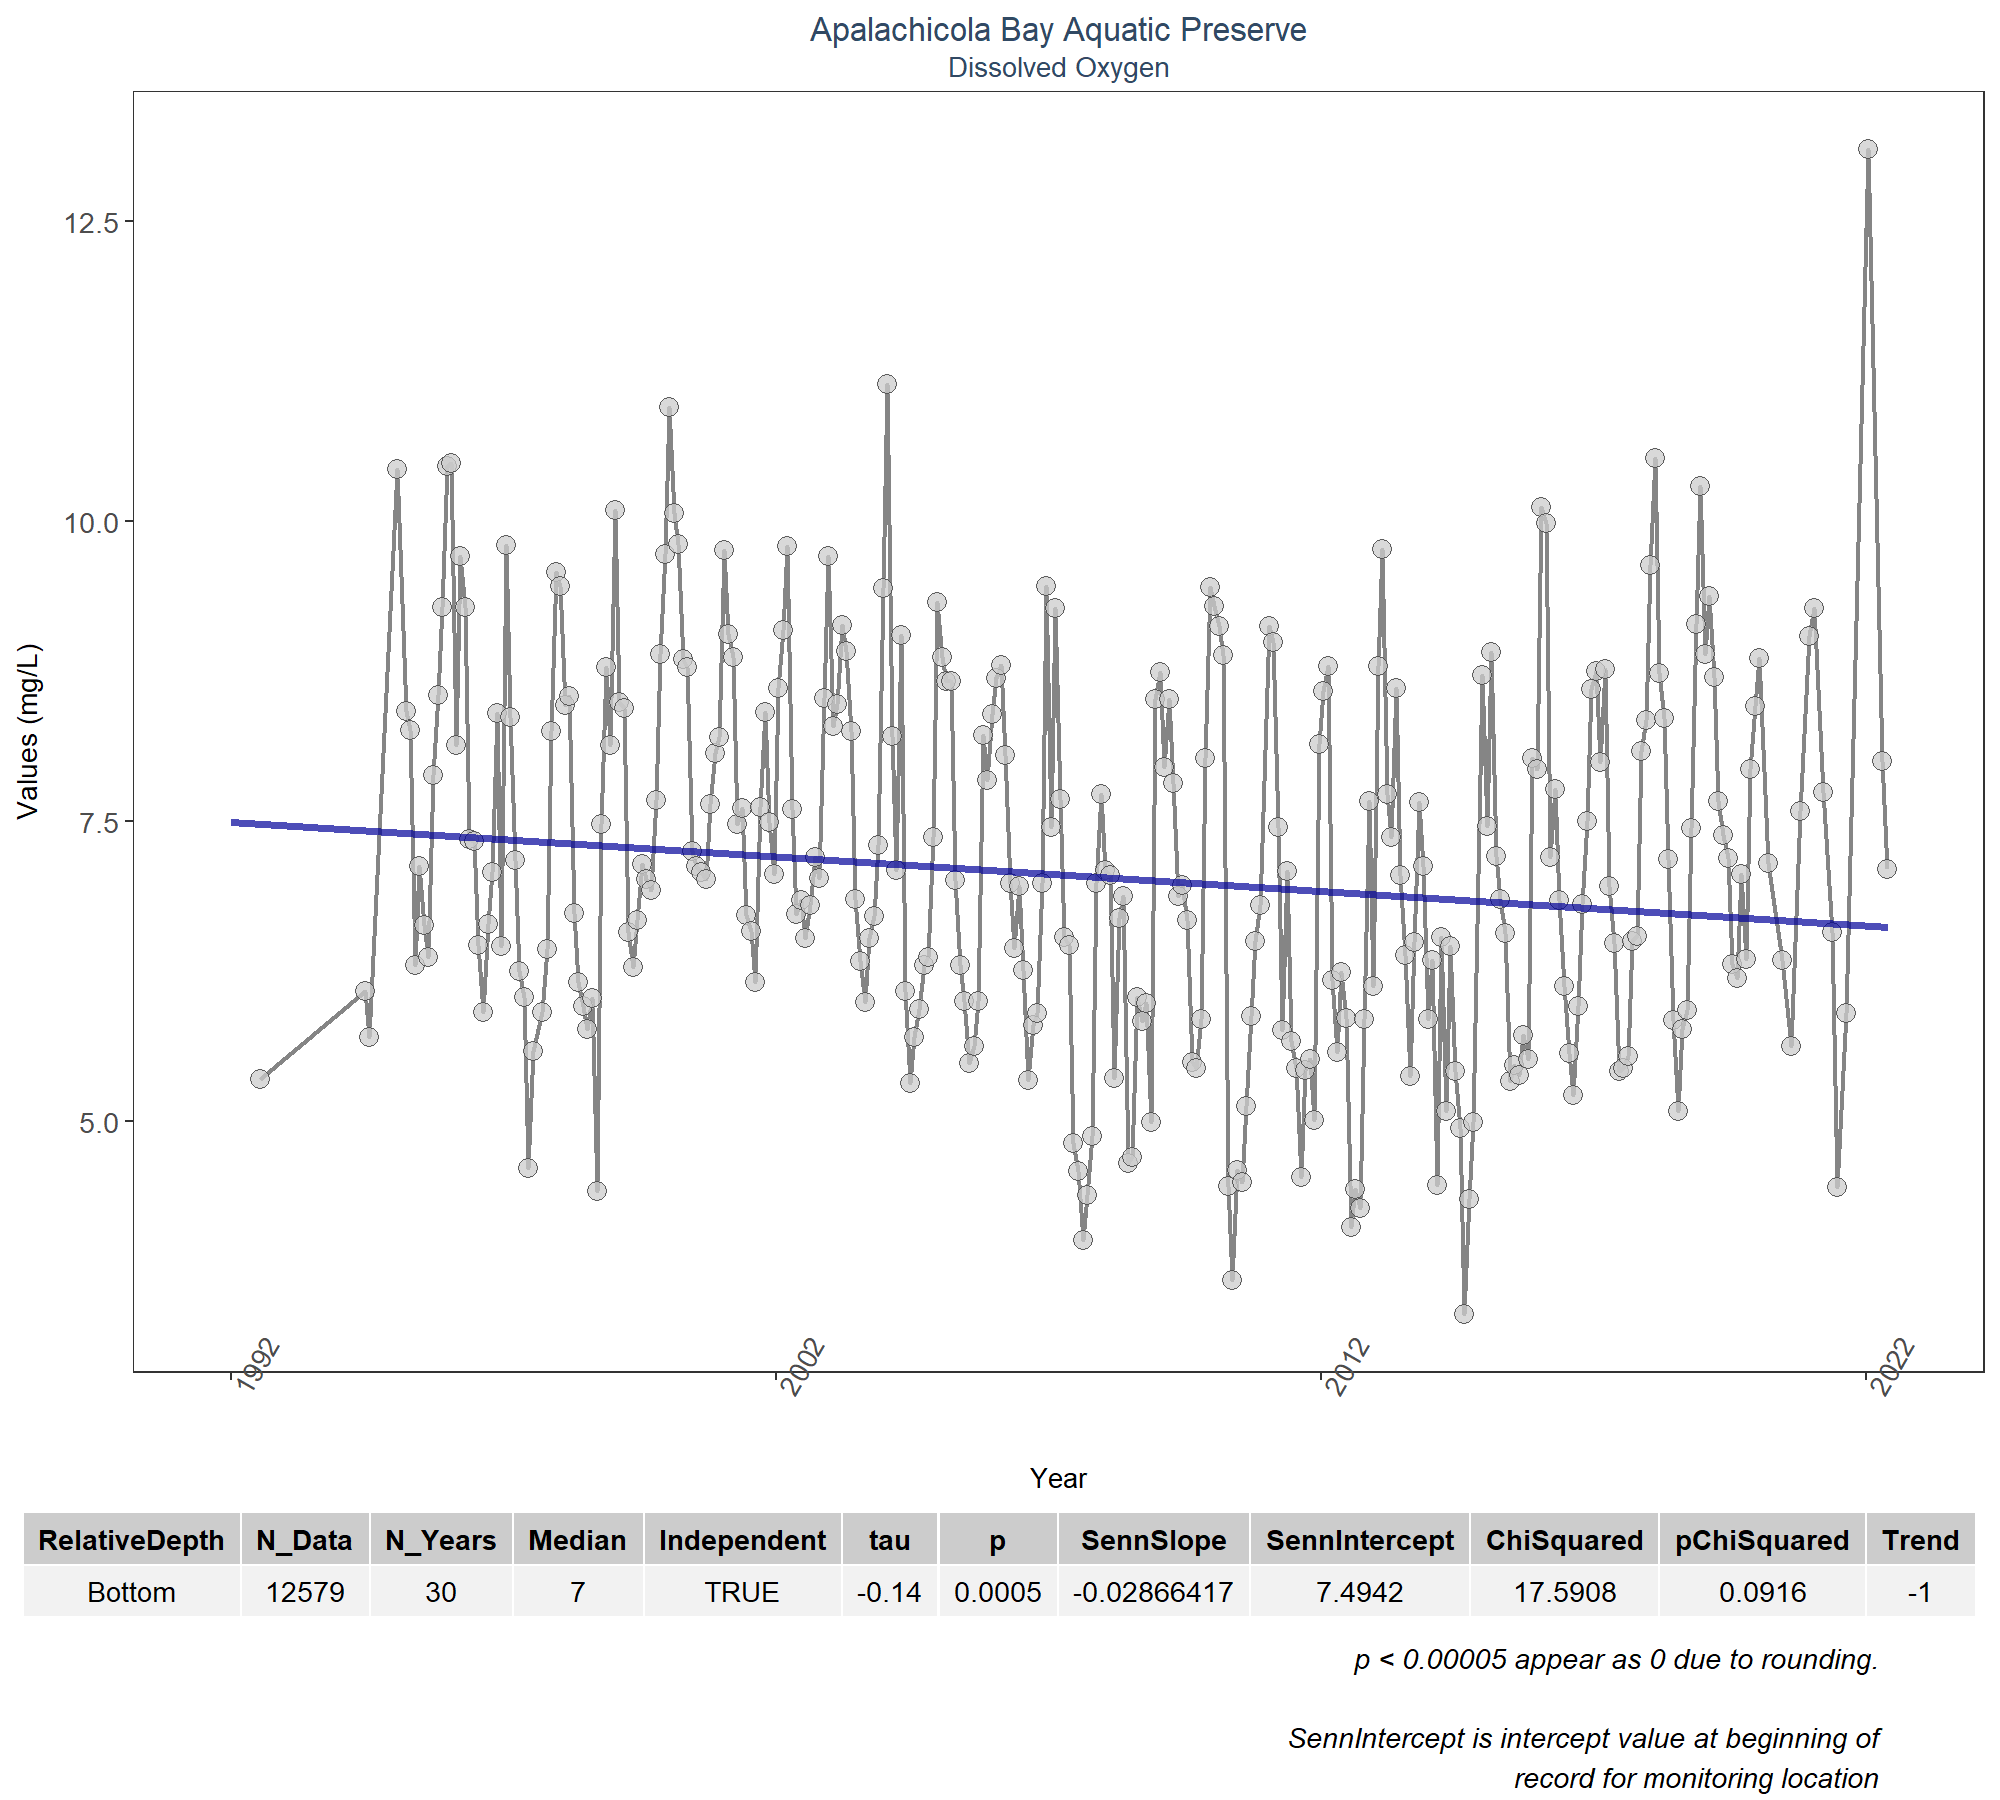 Apalachicola Bay Aquatic Preserve
Dissolved Oxygen
Values (mg/L)
12.5
10.0
7.5
5.0
1992 2002 2012 2022
Year
RelativeDepth N_Data N_Years Median Independent tau p SennSlope SennIntercept ChiSquared pChiSquared Trend
Bottom 12579 30 7 TRUE -0.14 0.0005 -0.02866417 7.4942 17.5908 0.0916 -1
p < 0.00005 appear as 0 due to rounding.
SennIntercept is intercept value at beginning of
record for monitoring location